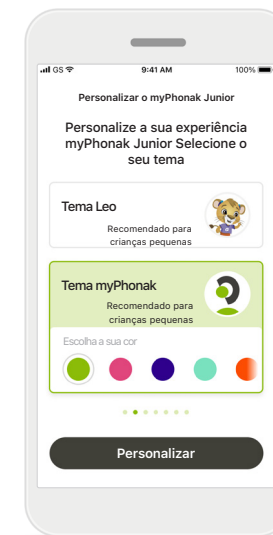 GS 9:41 AM 100%
Personalizar o myPhonak Junior
Personalize a sua experiência
myPhonak Junior Selecione o
seu tema
Tema Leo
Recomendado para
crianças pequenas
Tema myPhonak
Recomendado para
crianças pequenas
Escolha a sua cor
Personalizar